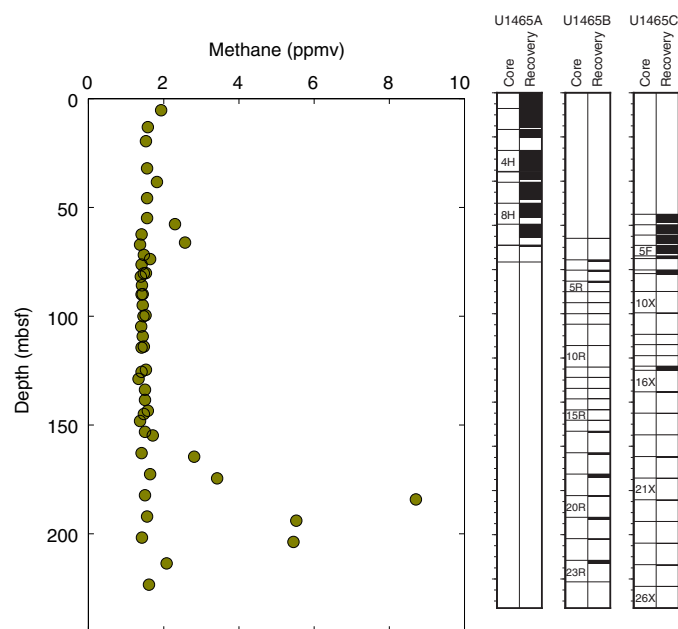 U1465A U1465B U1465C
Methane (ppmv)
Core Recovery Core Recovery Core Recovery
0 2 4 6 8 10
0
50
100
150
200
Depth (mbsf)
4H
8H
5R
10R
15R
20R
23R
5F
10X
16X
21X
26X